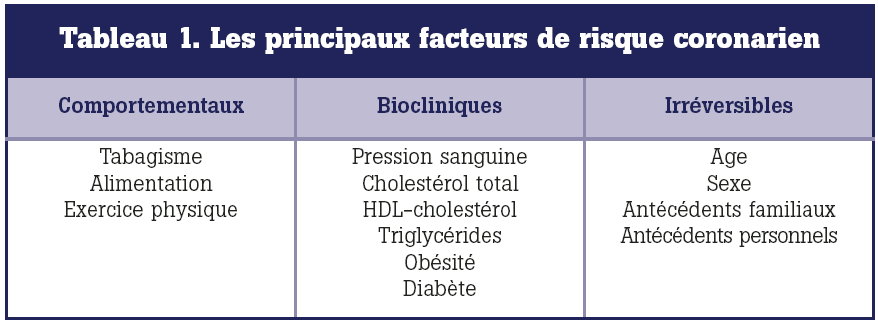 Tableau 1. Les principaux facteurs de risque coronarien
Comportementaux
Biocliniques
Irréversibles
Tabagisme
Alimentation
Exercice physique
Pression sanguine
Cholestérol total
HDL-cholestérol
Triglycérides
Obésité
Diabète
Age
Sexe
Antécédents familiaux
Antécédents personnels